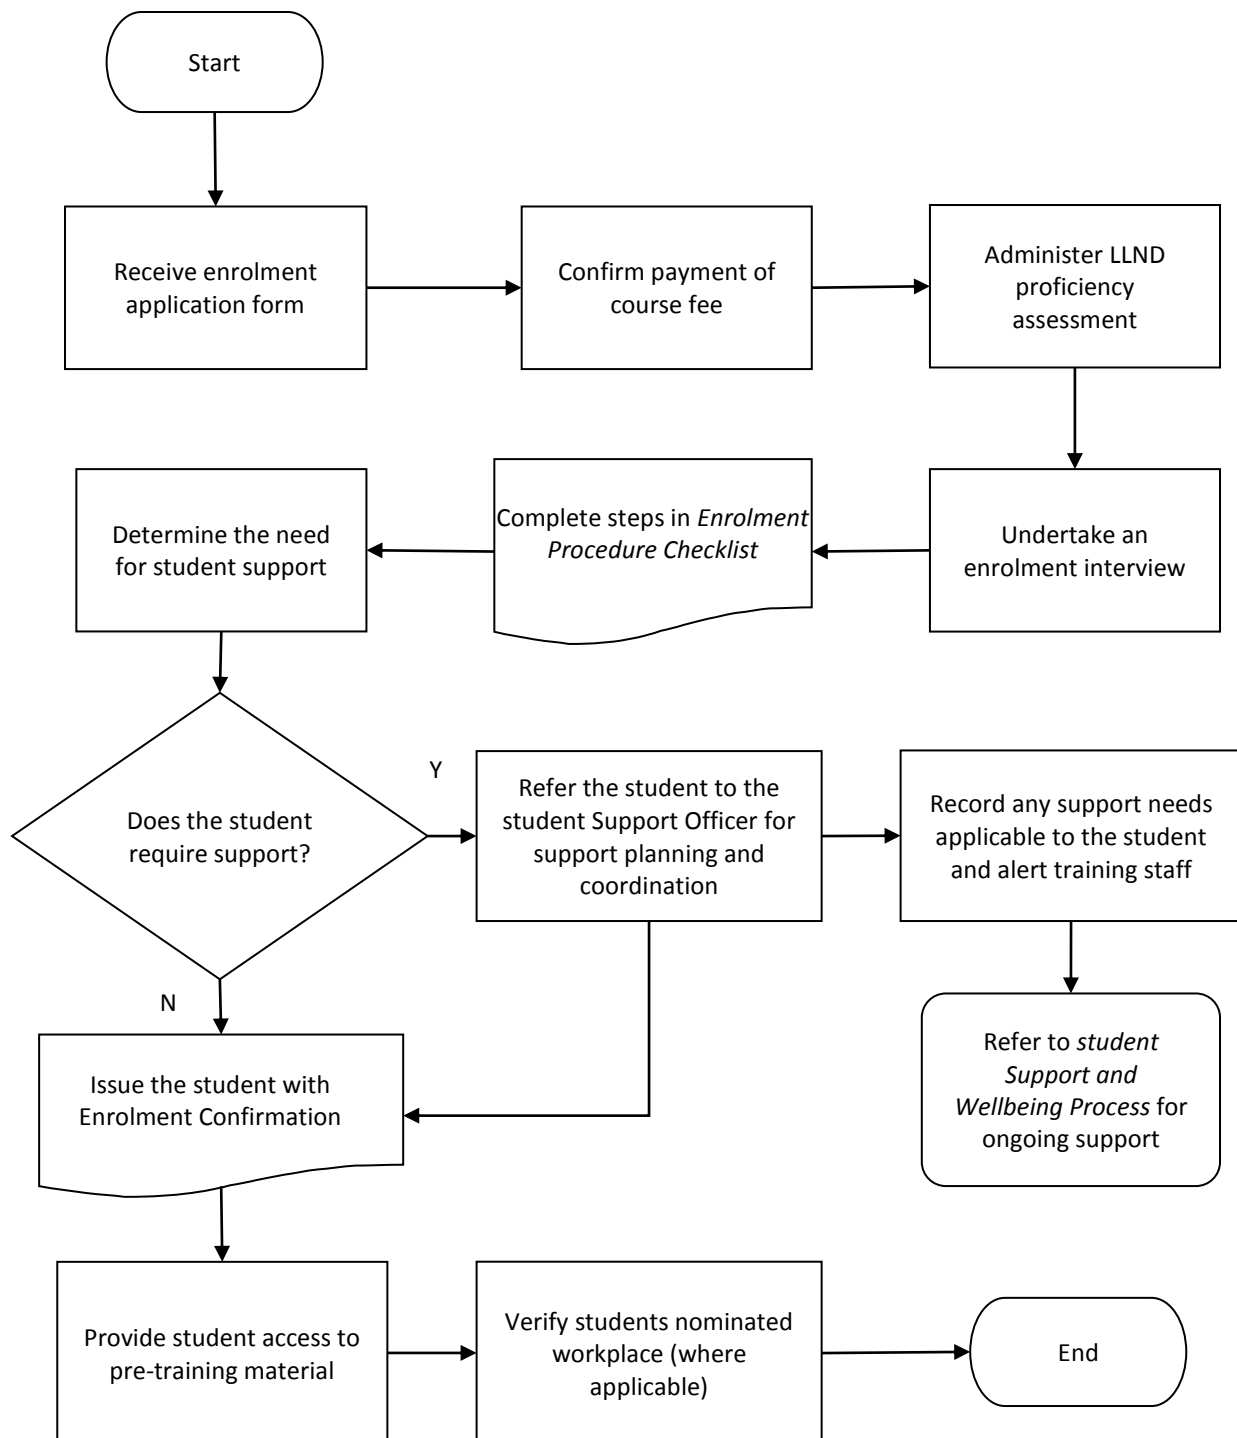 Start
Receive enrolment
application form
Confirm payment of
course fee
Administer LLND
proficiency
assessment
Determine the need
for student support
Complete steps in Enrolment
Procedure Checklist
Undertake an
enrolment interview
Does the student
require support?
Y
Refer the student to the
student Support Officer for
support planning and
coordination
Record any support needs
applicable to the student
and alert training staff
N
Issue the student with
Enrolment Confirmation
Refer to student
Support and
Wellbeing Process for
ongoing support
Provide student access to
pre-training material
Verify students nominated
workplace (where
applicable)
End